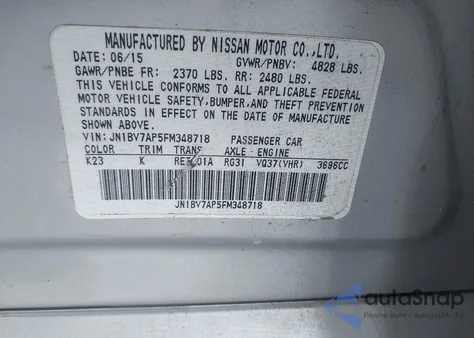 MANUFACTURED BY NISSAN MOTOR CO.,LTD.
DATE: 06/15 GVWR/PNBV: 4828 LBS.
GAWR/PNBE FR: 2370 LBS. RR: 2480 LBS.
THIS VEHICLE CONFORMS TO ALL APPLICABLE FEDERAL
MOTOR VEHICLE SAFETY,BUMPER,AND THEFT PREVENTION
STANDARDS IN EFFECT ON THE DATE OF MANUFACTURE
SHOWN ABOVE.
VIN: JN1BV7AP5FM348718 PASSENGER CAR
COLOR TRIM TRANS AXLE- ENGINE
K23 K RG31 VQ37(VHR) 3696CC
JN1BV7AP5FM348718
autoSnap